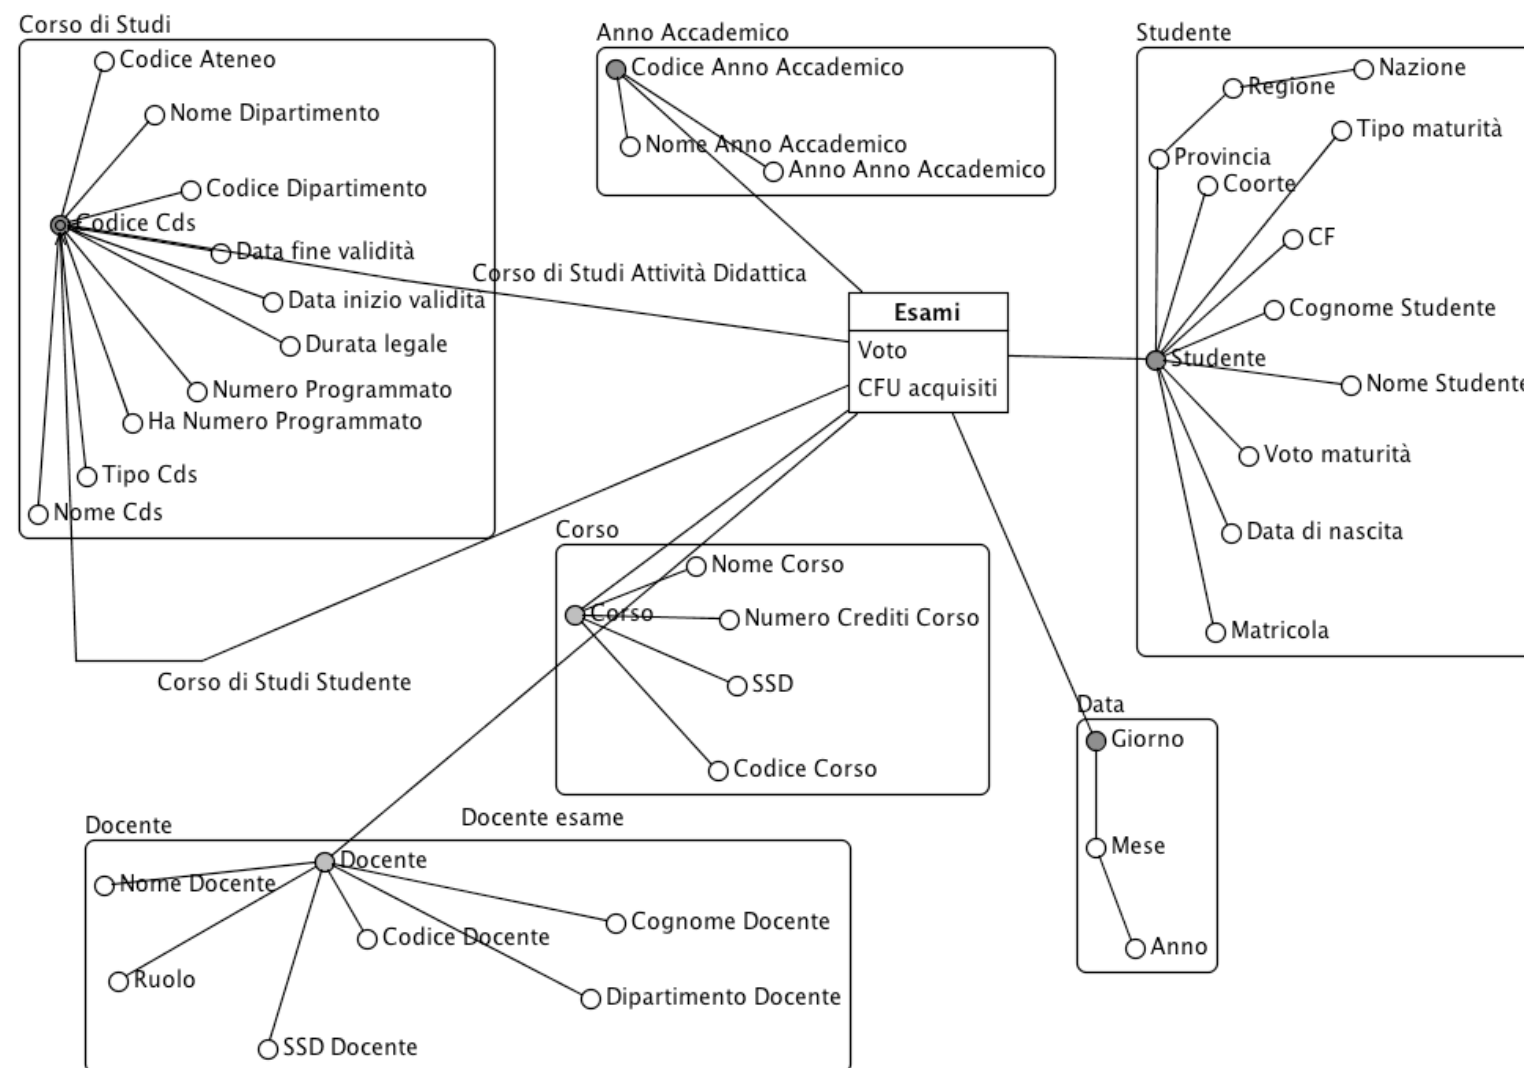 Corso di Studi
Codice Ateneo
Nome Dipartimento
Codice Dipartimento
Codice Cds
Data fine validità
Data inizio validità
Durata legale
Numero Programmato
Ha Numero Programmato
Tipo Cds
Nome Cds
Anno Accademico
Codice Anno Accademico
Nome Anno Accademico
Anno Anno Accademico
Studente
Nazione
Regione
Tipo maturità
Provincia
Coorte
CF
Cognome Studente
Studente
Nome Studente
Voto maturità
Data di nascita
Matricola
Corso di Studi Attività Didattica
Esami
Voto
CFU acquisiti
Corso di Studi Studente
Corso
Nome Corso
Corso
Numero Crediti Corso
SSD
Codice Corso
Data
Giorno
Mese
Anno
Docente esame
Docente
Docente
Nome Docente
Cognome Docente
Codice Docente
Ruolo
Dipartimento Docente
SSD Docente